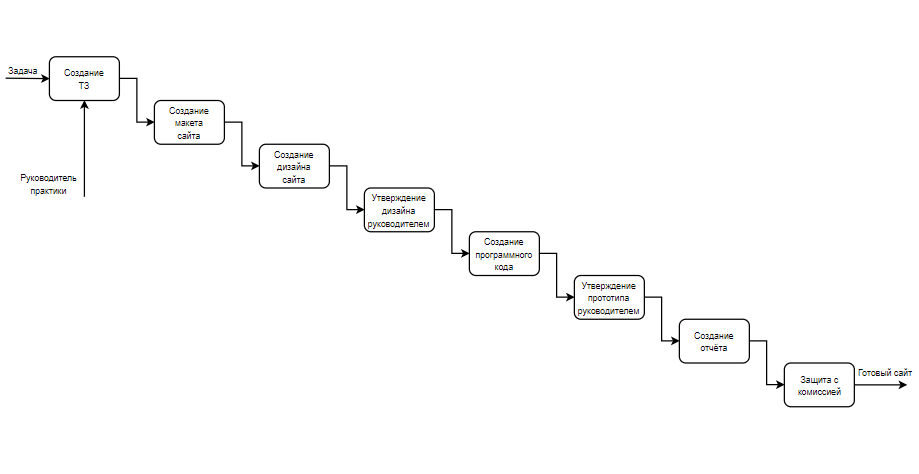 Задача
Создание
ТЗ
Создание
макета
сайта
Создание
дизайна
сайта
Руководитель
практики
Утверждение
дизайна
руководителем
Создание
программного
кода
Утверждение
прототипа
руководителем
Создание
отчёта
Защита с
комиссией
Готовый сайт